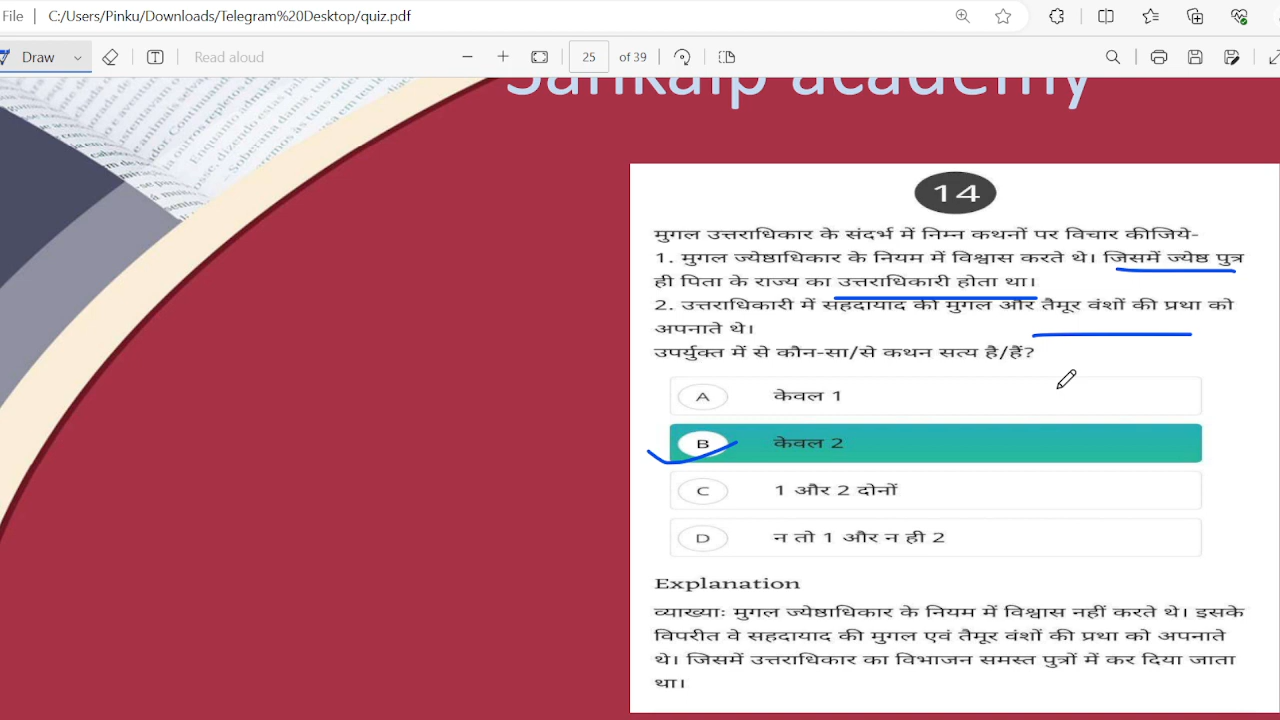 File C:/Users/Pinku/Downloads/Telegram%20Desktop/quiz.pdf
Draw Read aloud 25 of 39
Sankalp academy
14
मुगल उत्तराधिकार के संदर्भ में निम्न कथनों पर विचार कीजिये-
1. मुगल ज्येष्ठाधिकार के नियम में विश्वास करते थे। जिसमें ज्येष्ठ पुत्र
ही पिता के राज्य का उत्तराधिकारी होता था।
2. उत्तराधिकारी में सहदायाद की मुगल और तैमूर वंशों की प्रथा को
अपनाते थे।
उपर्युक्त में से कौन-सा/से कथन सत्य है/हैं?
A केवल 1
B केवल 2
C 1 और 2 दोनों
D न तो 1 और न ही 2
Explanation
व्याख्याः मुगल ज्येष्ठाधिकार के नियम में विश्वास नहीं करते थे। इसके
विपरीत वे सहदायाद की मुगल एवं तैमूर वंशों की प्रथा को अपनाते
थे। जिसमें उत्तराधिकार का विभाजन समस्त पुत्रों में कर दिया जाता
था।